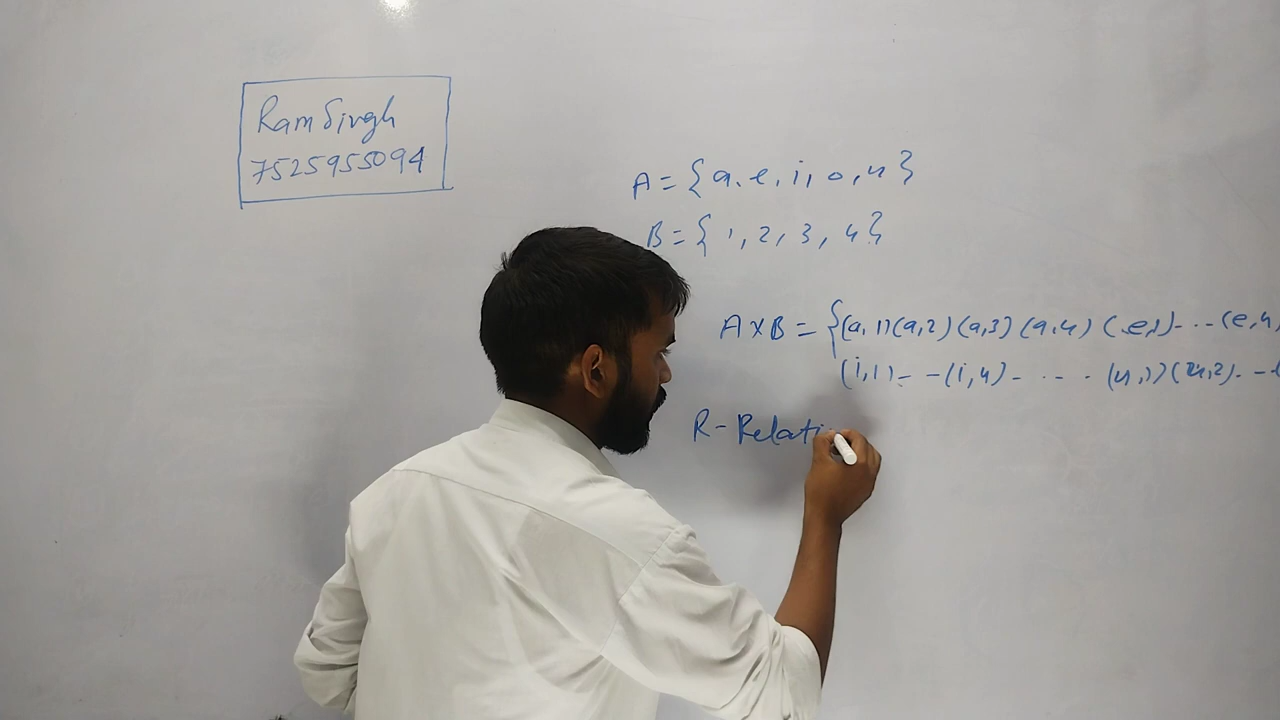 Ram Singh
7525955094
A = {a, e, i, o, u}
B = {1, 2, 3, 4}
A x B = {(a, 1) (a, 2) (a, 3) (a, 4) (e, 1) --- (e, 4,
(i, 1) - - (i, 4) - - - - (u, 1) (u, 2) - - (
R - Relati